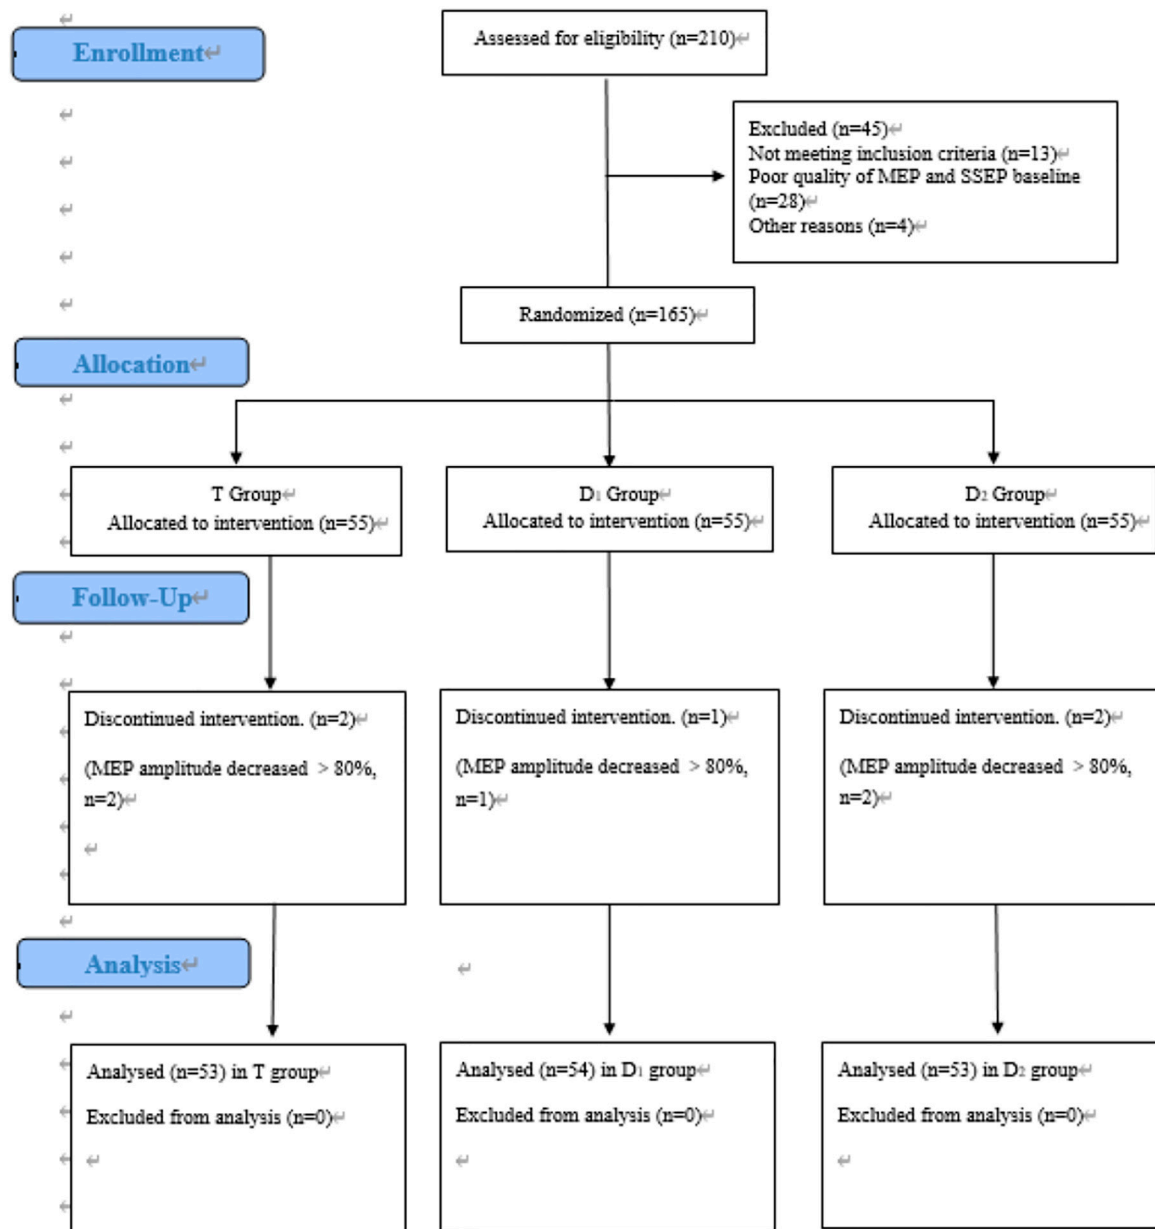 Enrollment
Assessed for eligibility (n=210)
Excluded (n=45)
Not meeting inclusion criteria (n=13)
Poor quality of MEP and SSEP baseline
(n=28)
Other reasons (n=4)
Randomized (n=165)
Allocation
T Group
Allocated to intervention (n=55)
D₁ Group
Allocated to intervention (n=55)
D₂ Group
Allocated to intervention (n=55)
Follow-Up
Discontinued intervention. (n=2)
(MEP amplitude decreased > 80%,
n=2)
Discontinued intervention. (n=1)
(MEP amplitude decreased > 80%,
n=1)
Discontinued intervention. (n=2)
(MEP amplitude decreased > 80%,
n=2)
Analysis
Analysed (n=53) in T group
Excluded from analysis (n=0)
Analysed (n=54) in D₁ group
Excluded from analysis (n=0)
Analysed (n=53) in D₂ group
Excluded from analysis (n=0)